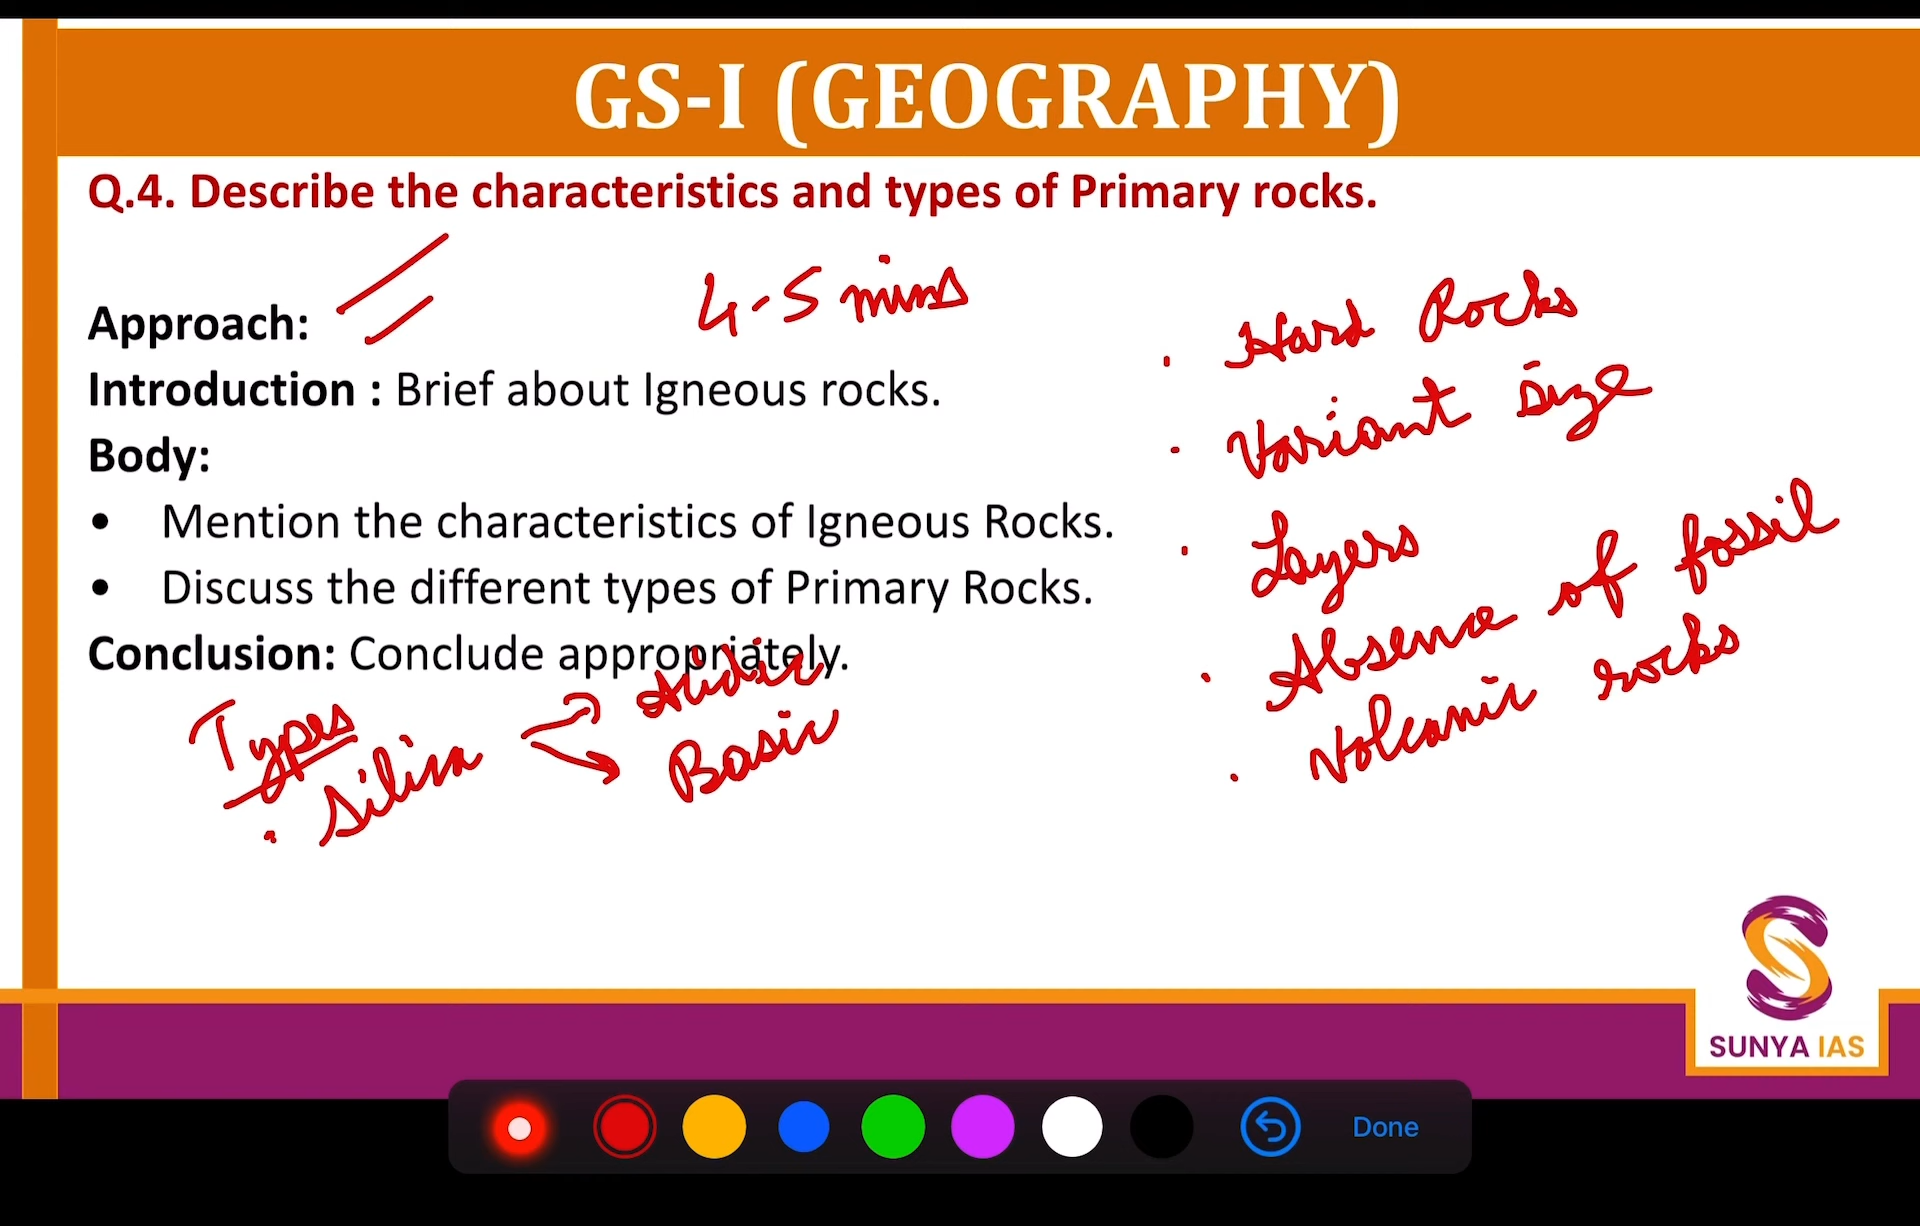 GS-I (GEOGRAPHY)
Q.4. Describe the characteristics and types of Primary rocks.
4-5 mins
Approach:
Introduction : Brief about Igneous rocks.
Body:
• Mention the characteristics of Igneous Rocks.
• Discuss the different types of Primary Rocks.
Conclusion: Conclude appropriately.
Types
• Silica
Acidic
Basic
• Hard Rocks
• Variant size
• Layers
• Absence of fossil
• Volcanic rocks
SUNYA IAS
Done